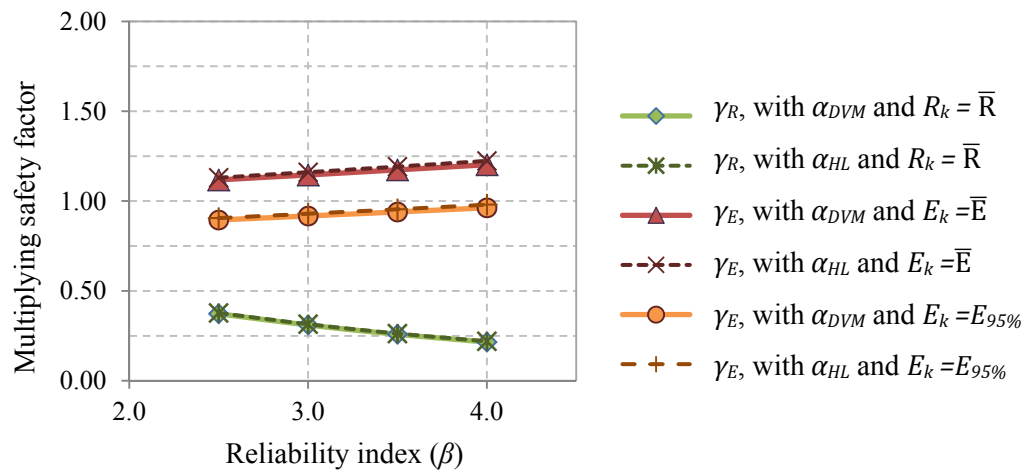 Multiplying safety factor
2.00
1.50
1.00
0.50
0.00
2.0
3.0
4.0
Reliability index (β)
γR, with αDVM and Rk = R̅
γR, with αHL and Rk = R̅
γE, with αDVM and Ek =E̅
γE, with αHL and Ek =E̅
γE, with αDVM and Ek =E95%
γE, with αHL and Ek =E95%